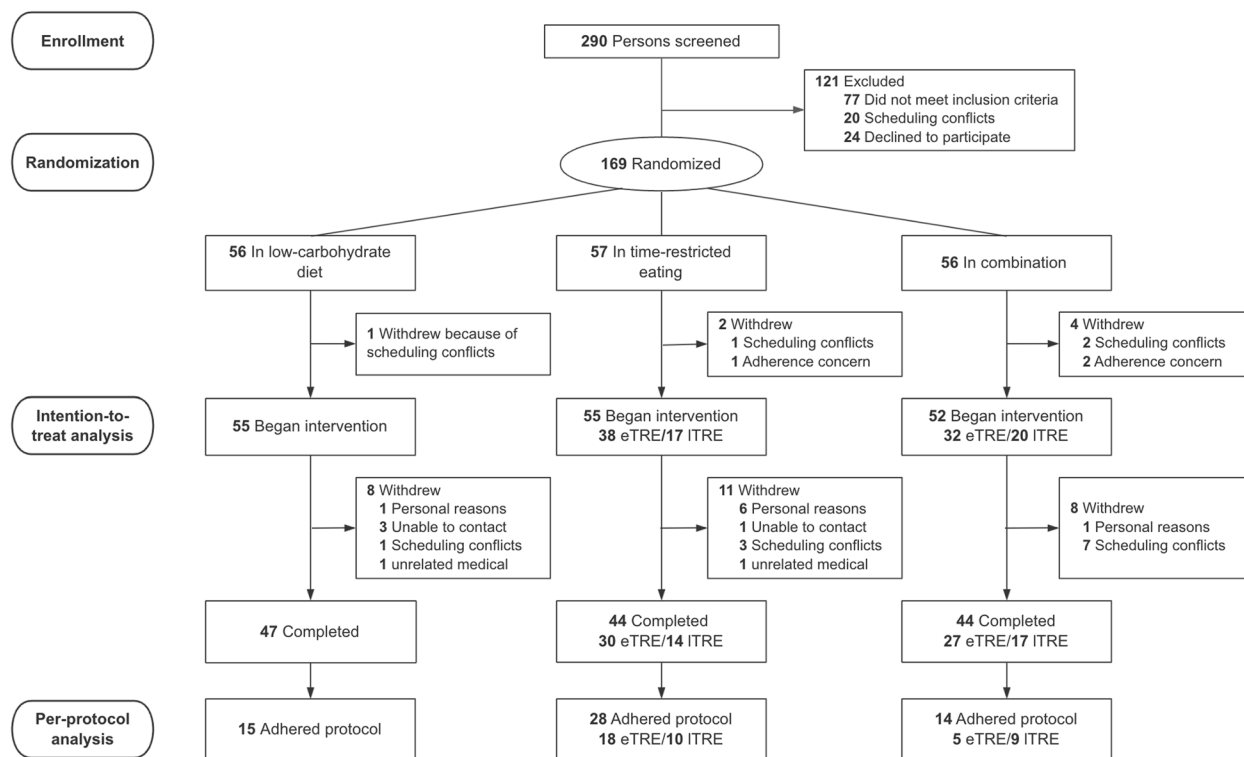 Enrollment
290 Persons screened
121 Excluded
77 Did not meet inclusion criteria
20 Scheduling conflicts
24 Declined to participate
Randomization
169 Randomized
56 In low-carbohydrate
diet
57 In time-restricted
eating
56 In combination
1 Withdrew because of
scheduling conflicts
2 Withdrew
1 Scheduling conflicts
1 Adherence concern
4 Withdrew
2 Scheduling conflicts
2 Adherence concern
Intention-to-
treat analysis
55 Began intervention
55 Began intervention
38 eTRE/17 lTRE
52 Began intervention
32 eTRE/20 lTRE
8 Withdrew
1 Personal reasons
3 Unable to contact
1 Scheduling conflicts
1 unrelated medical
11 Withdrew
6 Personal reasons
1 Unable to contact
3 Scheduling conflicts
1 unrelated medical
8 Withdrew
1 Personal reasons
7 Scheduling conflicts
47 Completed
44 Completed
30 eTRE/14 lTRE
44 Completed
27 eTRE/17 lTRE
Per-protocol
analysis
15 Adhered protocol
28 Adhered protocol
18 eTRE/10 lTRE
14 Adhered protocol
5 eTRE/9 lTRE